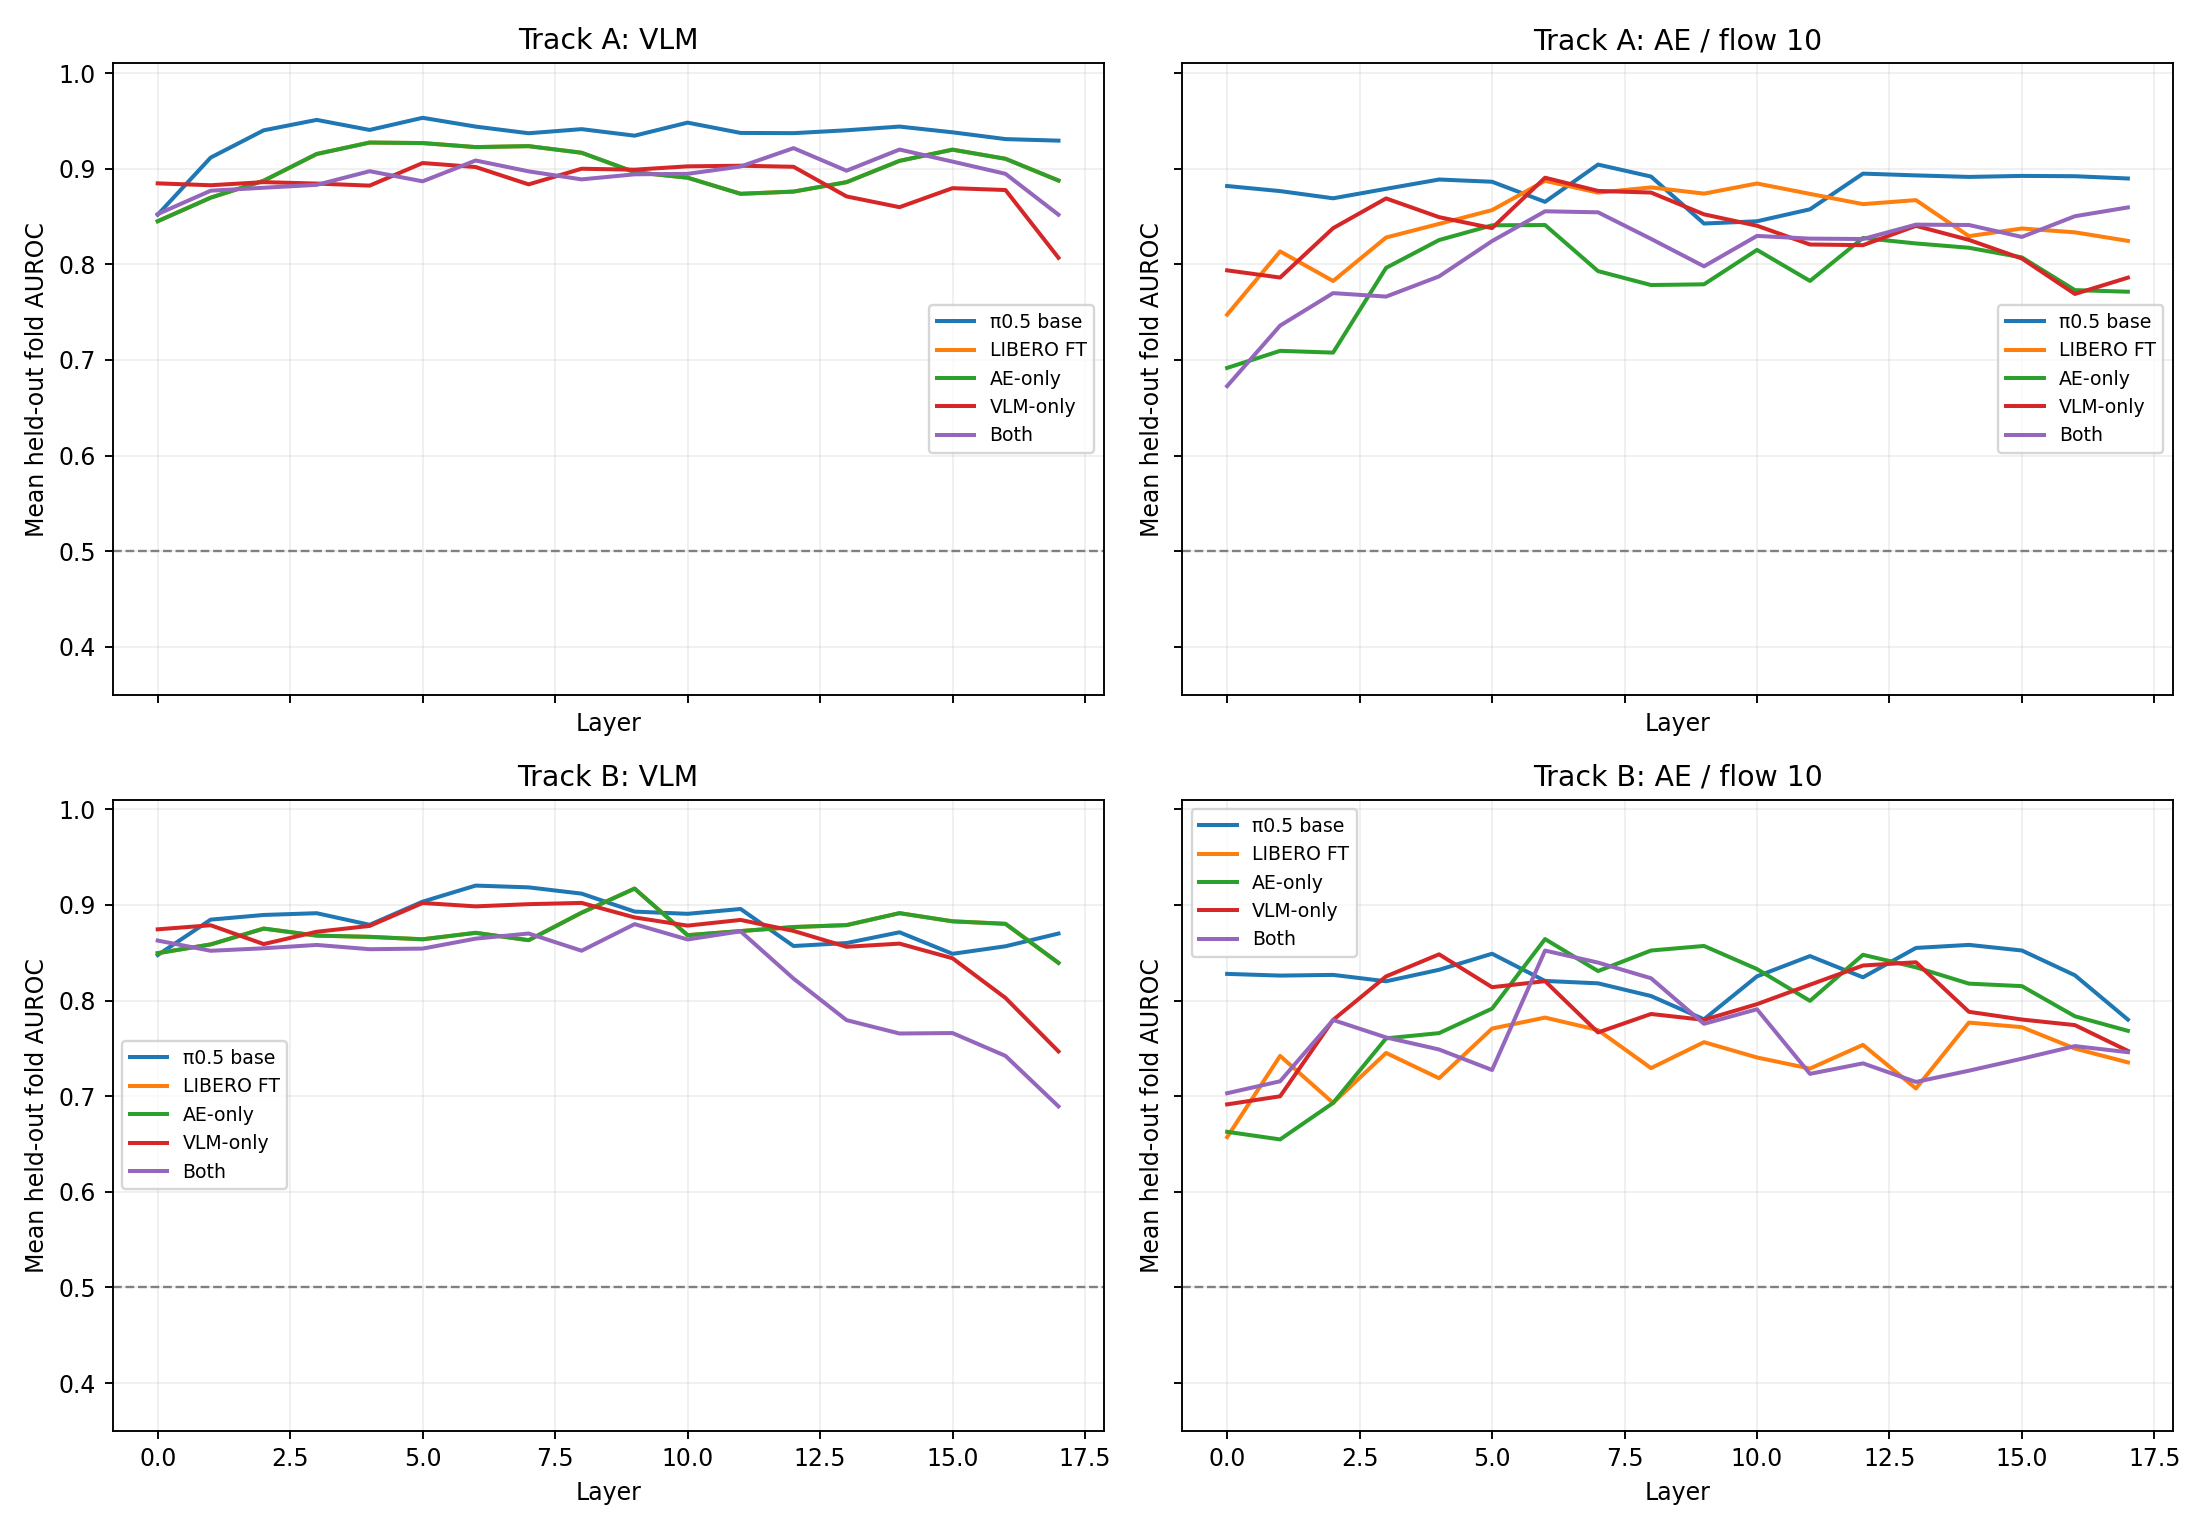 Track A: VLM
Mean held-out fold AUROC
1.0
0.9
0.8
0.7
0.6
0.5
0.4
π0.5 base
LIBERO FT
AE-only
VLM-only
Both
Layer
Track A: AE / flow 10
Mean held-out fold AUROC
π0.5 base
LIBERO FT
AE-only
VLM-only
Both
Layer
Track B: VLM
Mean held-out fold AUROC
1.0
0.9
0.8
0.7
0.6
0.5
0.4
π0.5 base
LIBERO FT
AE-only
VLM-only
Both
0.0 2.5 5.0 7.5 10.0 12.5 15.0 17.5
Layer
Track B: AE / flow 10
Mean held-out fold AUROC
π0.5 base
LIBERO FT
AE-only
VLM-only
Both
0.0 2.5 5.0 7.5 10.0 12.5 15.0 17.5
Layer